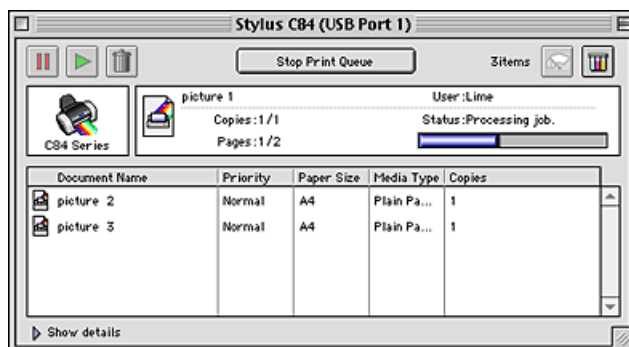 Stylus C84 (USB Port 1)
Stop Print Queue
3items
C84 Series
picture 1
User :Lime
Copies:1/1
Status:Processing job.
Pages:1/2
Document Name Priority Paper Size Media Type Copies
picture 2 Normal A4 Plain Pa... 1
picture 3 Normal A4 Plain Pa... 1
Show details